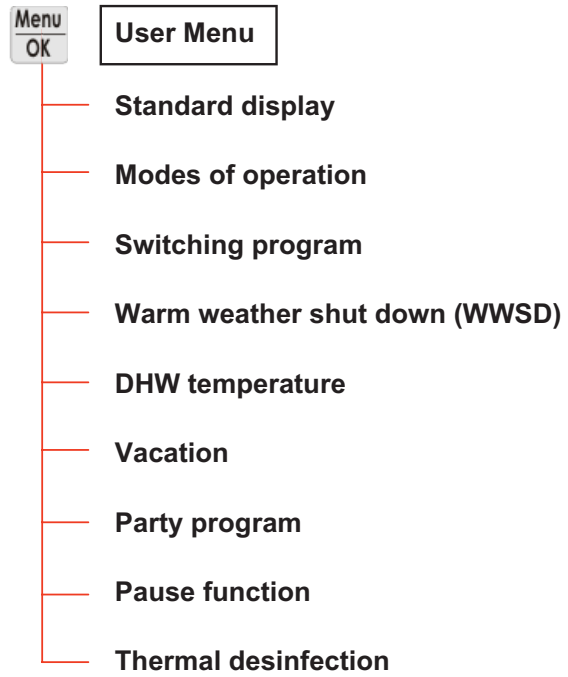 Menu
OK
User Menu
Standard display
Modes of operation
Switching program
Warm weather shut down (WWSD)
DHW temperature
Vacation
Party program
Pause function
Thermal desinfection